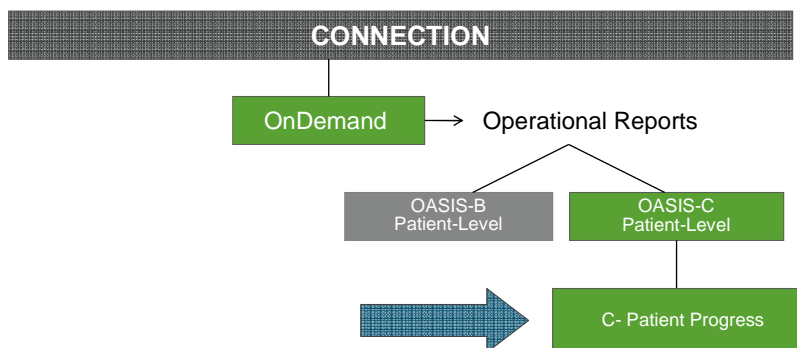 CONNECTION
OnDemand
Operational Reports
OASIS-B
Patient-Level
OASIS-C
Patient-Level
C- Patient Progress